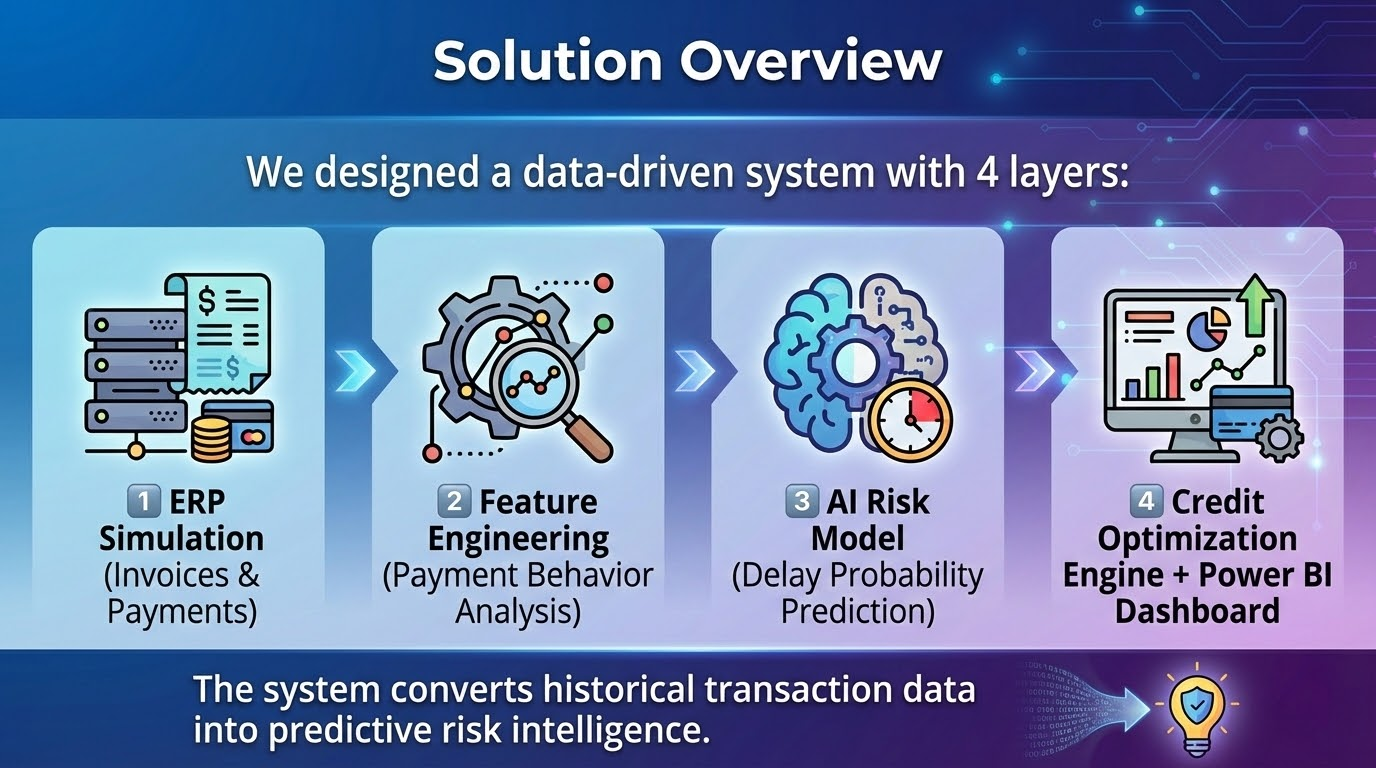 Solution Overview
We designed a data-driven system with 4 layers:
1 ERP
Simulation
(Invoices &
Payments)
2 Feature
Engineering
(Payment Behavior
Analysis)
3 AI Risk
Model
(Delay Probability
Prediction)
4 Credit
Optimization
Engine + Power BI
Dashboard
The system converts historical transaction data
into predictive risk intelligence.